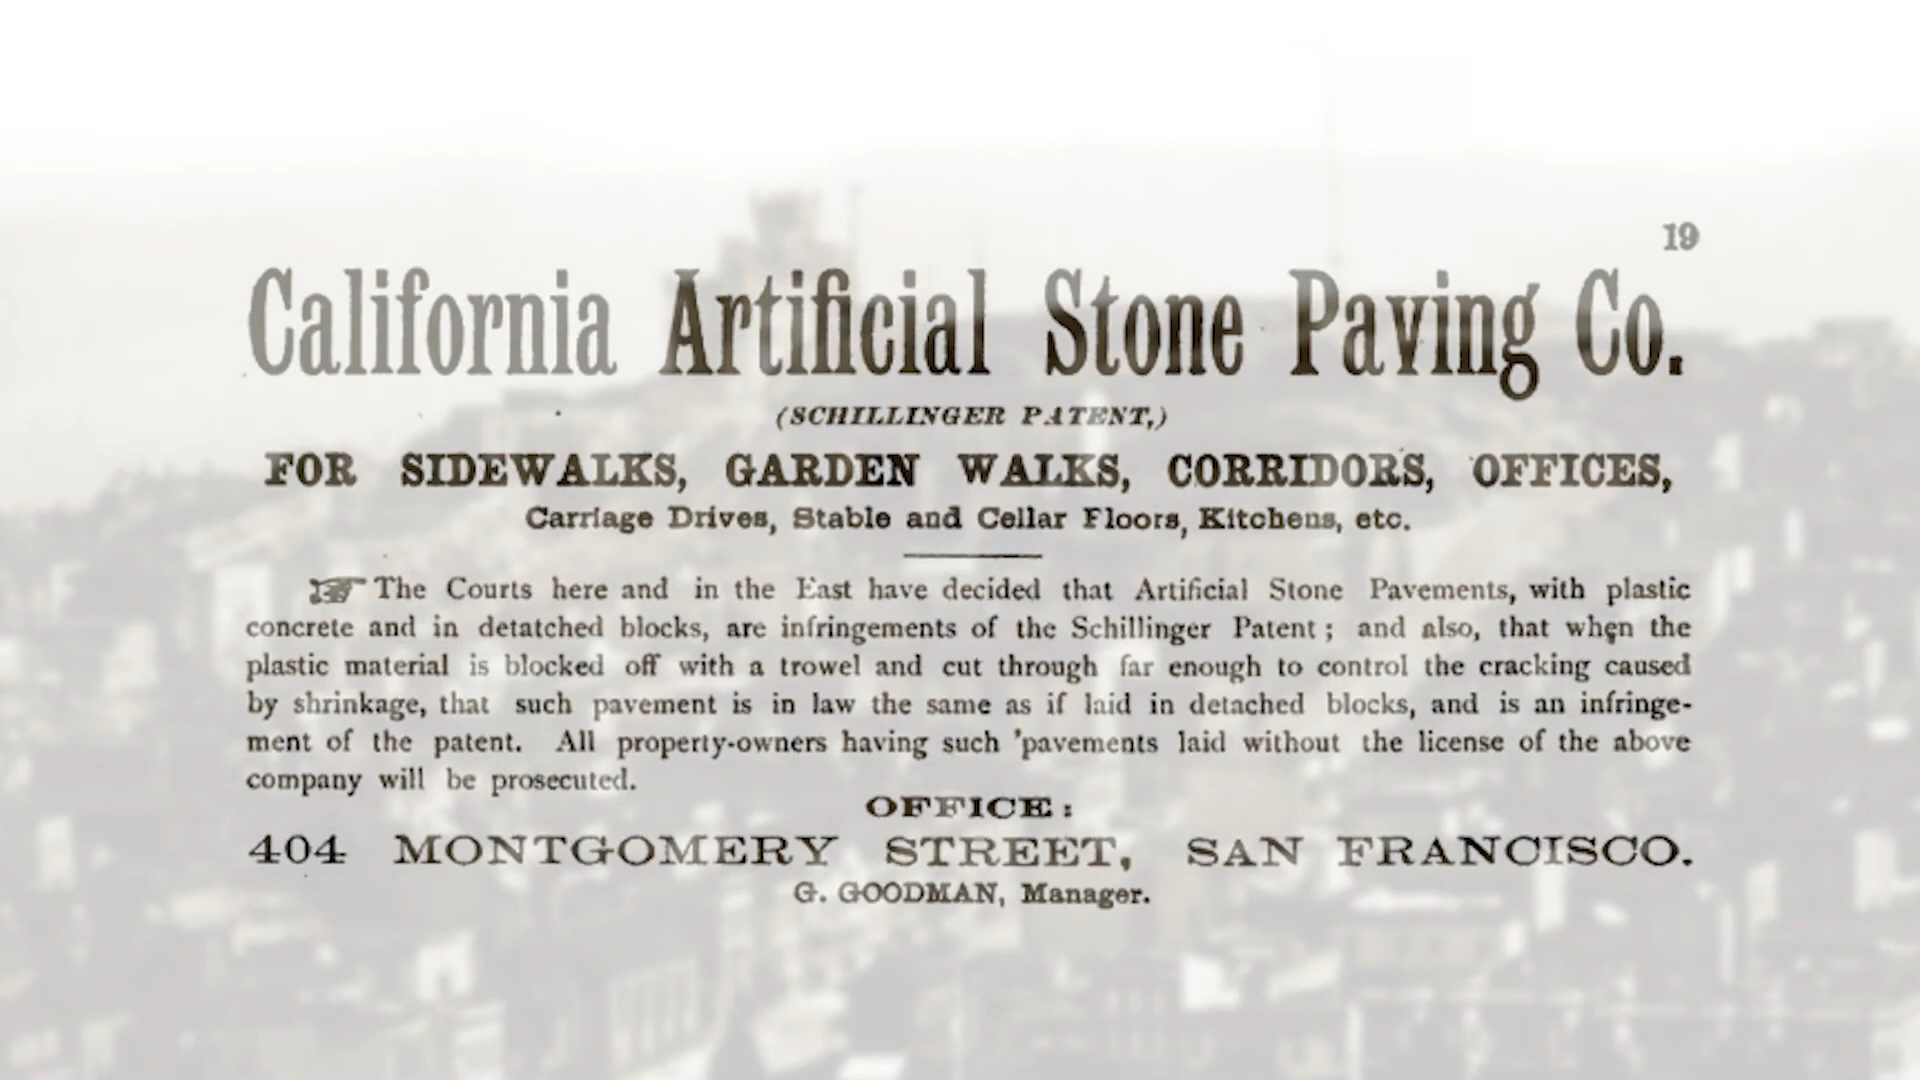 19
California Artificial Stone Paving Co.
(SCHILLINGER PATENT,)
FOR SIDEWALKS, GARDEN WALKS, CORRIDORS, OFFICES,
Carriage Drives, Stable and Cellar Floors, Kitchens, etc.
☞ The Courts here and in the East have decided that Artificial Stone Pavements, with plastic
concrete and in detatched blocks, are infringements of the Schillinger Patent; and also, that when the
plastic material is blocked off with a trowel and cut through far enough to control the cracking caused
by shrinkage, that such pavement is in law the same as if laid in detached blocks, and is an infringe-
ment of the patent. All property-owners having such 'pavements laid without the license of the above
company will be prosecuted.
OFFICE:
404 MONTGOMERY STREET, SAN FRANCISCO.
G. GOODMAN, Manager.